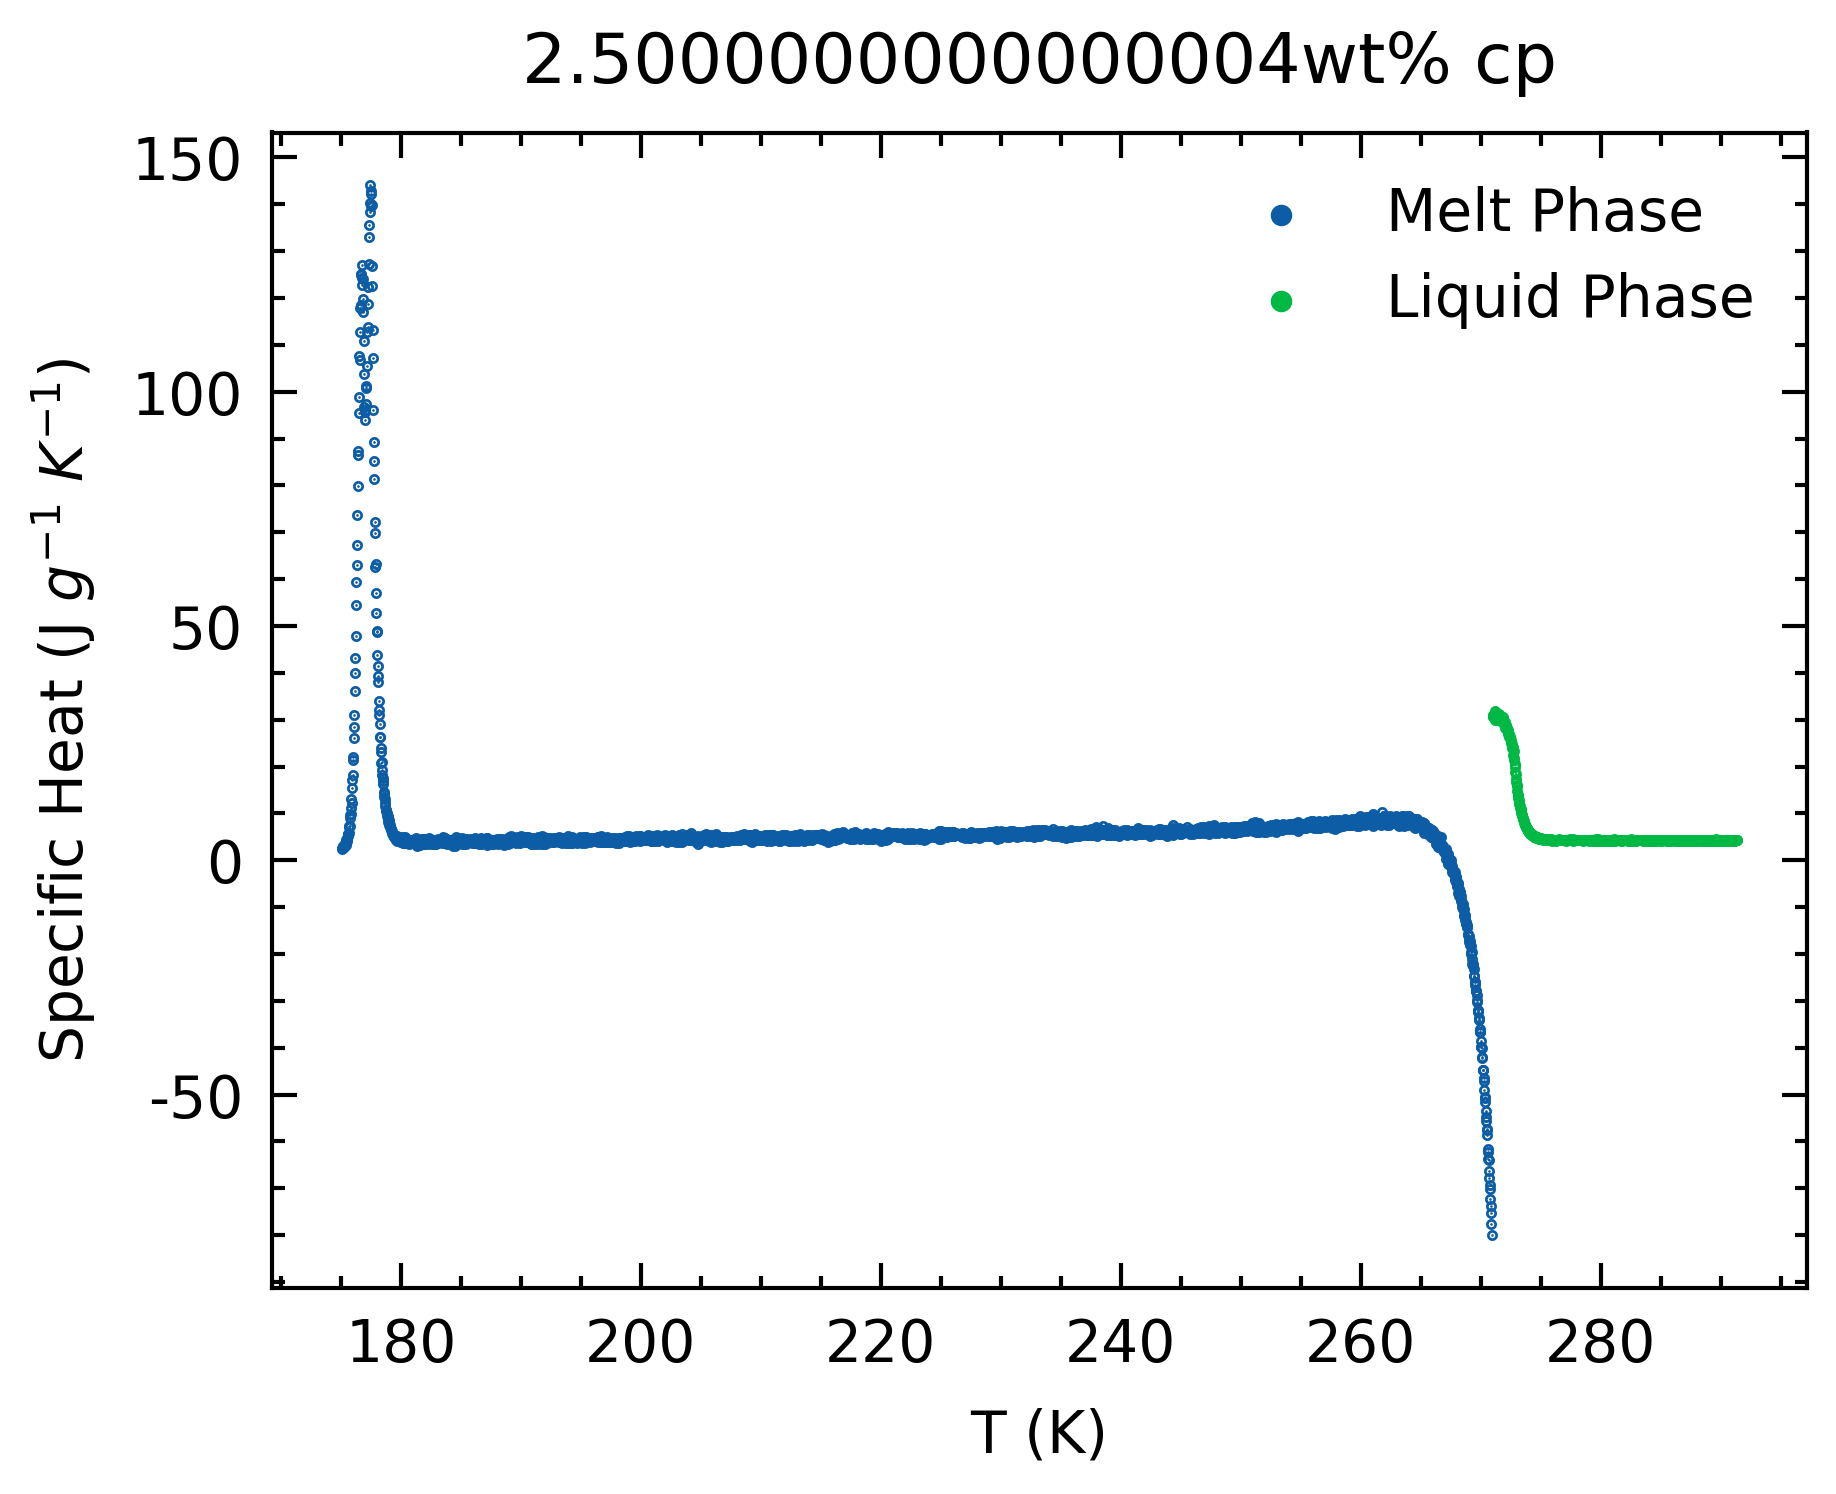 2.5000000000000004wt% cp
150
100
50
0
-50
Specific Heat (J g⁻¹ K⁻¹)
Melt Phase
Liquid Phase
180 200 220 240 260 280
T (K)